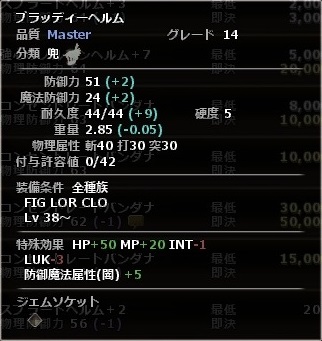 ブラッディーヘルム
品質 Master グレード 14
分類 兜
防御力 51 (+2)
魔法防御力 24 (+2)
耐久度 44/44 (+9) 硬度 5
重量 2.85 (-0.05)
物理属性 斬40 打30 突30
付与許容値 0/42
装備条件 全種族
FIG LOR CLO
Lv 38～
特殊効果 HP+50 MP+20 INT-1
LUK-3
防御魔法属性(闇) +5
ジェムソケット